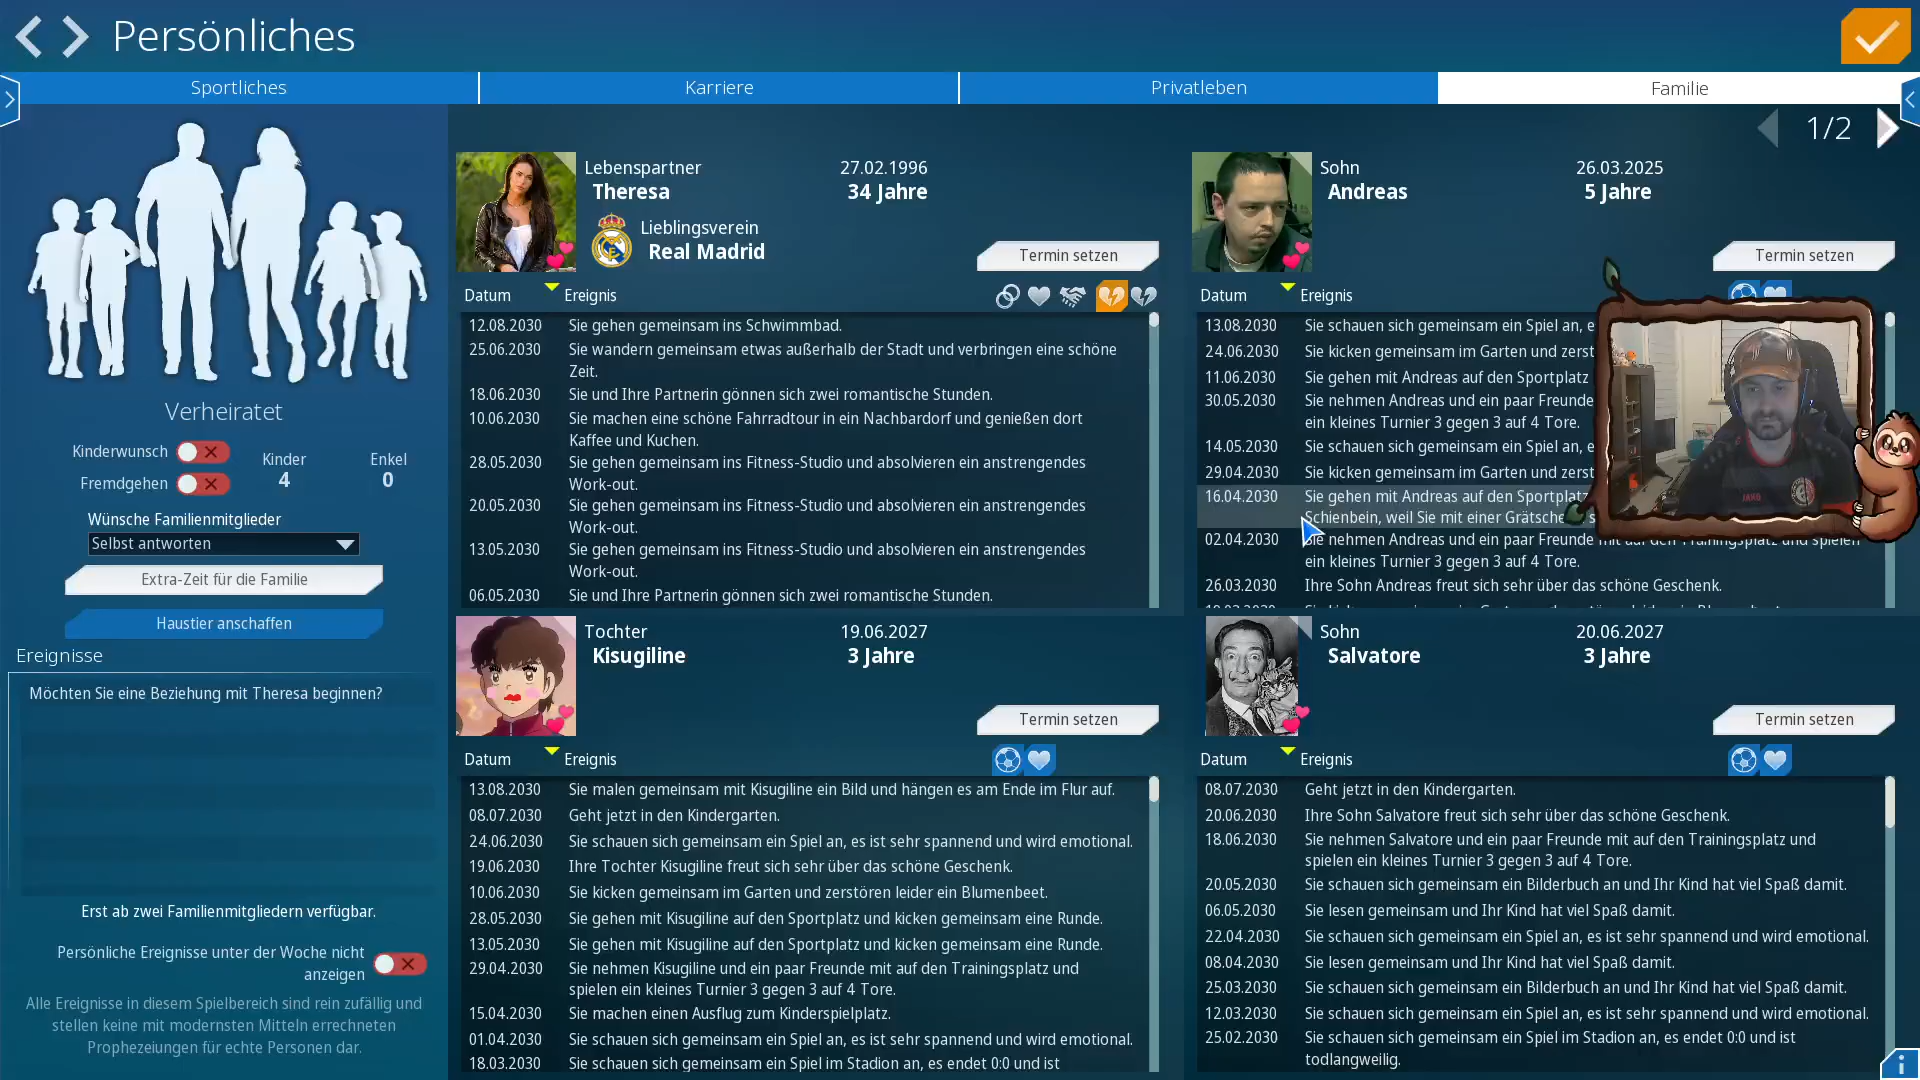 Persönliches
Sportliches
Karriere
Privatleben
Familie
1/2
Verheiratet
Kinderwunsch
Fremdgehen
Kinder
4
Enkel
0
Wünsche Familienmitglieder
Selbst antworten
Extra-Zeit für die Familie
Haustier anschaffen
Ereignisse
Möchten Sie eine Beziehung mit Theresa beginnen?
Erst ab zwei Familienmitgliedern verfügbar.
Persönliche Ereignisse unter der Woche nicht
anzeigen
Alle Ereignisse in diesem Spielbereich sind rein zufällig und
stellen keine mit modernsten Mitteln errechneten
Prophezeiungen für echte Personen dar.
Lebenspartner 27.02.1996
Theresa 34 Jahre
Lieblingsverein
Real Madrid
Termin setzen
Datum Ereignis
12.08.2030 Sie gehen gemeinsam ins Schwimmbad.
25.06.2030 Sie wandern gemeinsam etwas außerhalb der Stadt und verbringen eine schöne
Zeit.
18.06.2030 Sie und Ihre Partnerin gönnen sich zwei romantische Stunden.
10.06.2030 Sie machen eine schöne Fahrradtour in ein Nachbardorf und genießen dort
Kaffee und Kuchen.
28.05.2030 Sie gehen gemeinsam ins Fitness-Studio und absolvieren ein anstrengendes
Work-out.
20.05.2030 Sie gehen gemeinsam ins Fitness-Studio und absolvieren ein anstrengendes
Work-out.
13.05.2030 Sie gehen gemeinsam ins Fitness-Studio und absolvieren ein anstrengendes
Work-out.
06.05.2030 Sie und Ihre Partnerin gönnen sich zwei romantische Stunden.
Sohn 26.03.2025
Andreas 5 Jahre
Termin setzen
Datum Ereignis
13.08.2030 Sie schauen sich gemeinsam ein Spiel an, e
24.06.2030 Sie kicken gemeinsam im Garten und zerst
11.06.2030 Sie gehen mit Andreas auf den Sportplatz
30.05.2030 Sie nehmen Andreas und ein paar Freunde
ein kleines Turnier 3 gegen 3 auf 4 Tore.
14.05.2030 Sie schauen sich gemeinsam ein Spiel an, e
29.04.2030 Sie kicken gemeinsam im Garten und zerst
16.04.2030 Sie gehen mit Andreas auf den Sportplatz
Schienbein, weil Sie mit einer Grätsche
02.04.2030 Sie nehmen Andreas und ein paar Freunde mit auf den Trainingsplatz und spielen
ein kleines Turnier 3 gegen 3 auf 4 Tore.
26.03.2030 Ihre Sohn Andreas freut sich sehr über das schöne Geschenk.
Tochter 19.06.2027
Kisugiline 3 Jahre
Termin setzen
Datum Ereignis
13.08.2030 Sie malen gemeinsam mit Kisugiline ein Bild und hängen es am Ende im Flur auf.
08.07.2030 Geht jetzt in den Kindergarten.
24.06.2030 Sie schauen sich gemeinsam ein Spiel an, es ist sehr spannend und wird emotional.
19.06.2030 Ihre Tochter Kisugiline freut sich sehr über das schöne Geschenk.
10.06.2030 Sie kicken gemeinsam im Garten und zerstören leider ein Blumenbeet.
28.05.2030 Sie gehen mit Kisugiline auf den Sportplatz und kicken gemeinsam eine Runde.
13.05.2030 Sie gehen mit Kisugiline auf den Sportplatz und kicken gemeinsam eine Runde.
29.04.2030 Sie nehmen Kisugiline und ein paar Freunde mit auf den Trainingsplatz und
spielen ein kleines Turnier 3 gegen 3 auf 4 Tore.
15.04.2030 Sie machen einen Ausflug zum Kinderspielplatz.
01.04.2030 Sie schauen sich gemeinsam ein Spiel an, es ist sehr spannend und wird emotional.
18.03.2030 Sie schauen sich gemeinsam ein Spiel im Stadion an, es endet 0:0 und ist
Sohn 20.06.2027
Salvatore 3 Jahre
Termin setzen
Datum Ereignis
08.07.2030 Geht jetzt in den Kindergarten.
20.06.2030 Ihre Sohn Salvatore freut sich sehr über das schöne Geschenk.
18.06.2030 Sie nehmen Salvatore und ein paar Freunde mit auf den Trainingsplatz und
spielen ein kleines Turnier 3 gegen 3 auf 4 Tore.
20.05.2030 Sie schauen sich gemeinsam ein Bilderbuch an und Ihr Kind hat viel Spaß damit.
06.05.2030 Sie lesen gemeinsam und Ihr Kind hat viel Spaß damit.
22.04.2030 Sie schauen sich gemeinsam ein Spiel an, es ist sehr spannend und wird emotional.
08.04.2030 Sie lesen gemeinsam und Ihr Kind hat viel Spaß damit.
25.03.2030 Sie schauen sich gemeinsam ein Bilderbuch an und Ihr Kind hat viel Spaß damit.
12.03.2030 Sie schauen sich gemeinsam ein Spiel an, es ist sehr spannend und wird emotional.
25.02.2030 Sie schauen sich gemeinsam ein Spiel im Stadion an, es endet 0:0 und ist
todlangweilig.